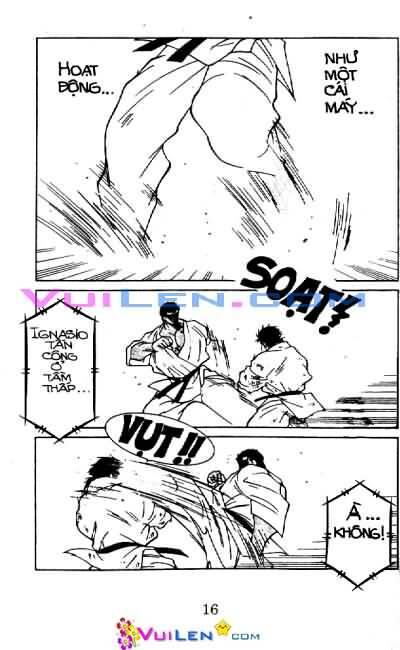 NHƯ
MỘT
CÁI
MÁY...
HOẠT
ĐỘNG...
SOẠT!!
VuiLen.com
IGNASIO
TẤN
CÔNG
Ở
TẦM
THẤP...
VỤT!!
À...
KHÔNG!
16
VuiLen.com